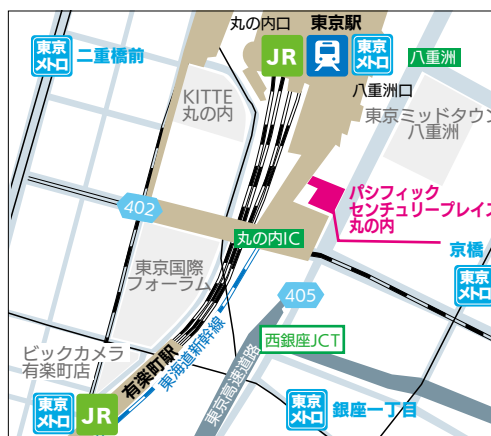 丸の内口
東京駅
JR
東京
メトロ
八重洲
東京
メトロ
二重橋前
八重洲口
KITTE
丸の内
東京ミッドタウン
八重洲
パシフィック
センチュリープレイス
丸の内
402
丸の内IC
京橋
東京
メトロ
東京国際
フォーラム
405
東海道新幹線
有楽町駅
西銀座JCT
ビックカメラ
有楽町店
東京高速道路
東京
メトロ
JR
東京
メトロ
銀座一丁目